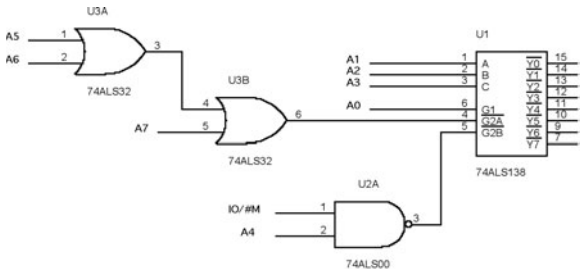 U3A
A5 1
3
A6 2
74ALS32
U3B
4
A7 5
6
74ALS32
U1
A1 1 A Y0 15
A2 2 B Y1 14
A3 3 C Y2 13
Y3 12
A0 6 G1 Y4 11
4 G2A Y5 10
5 G2B Y6 9
Y7 7
74ALS138
U2A
IO/#M 1
3
A4 2
74ALS00